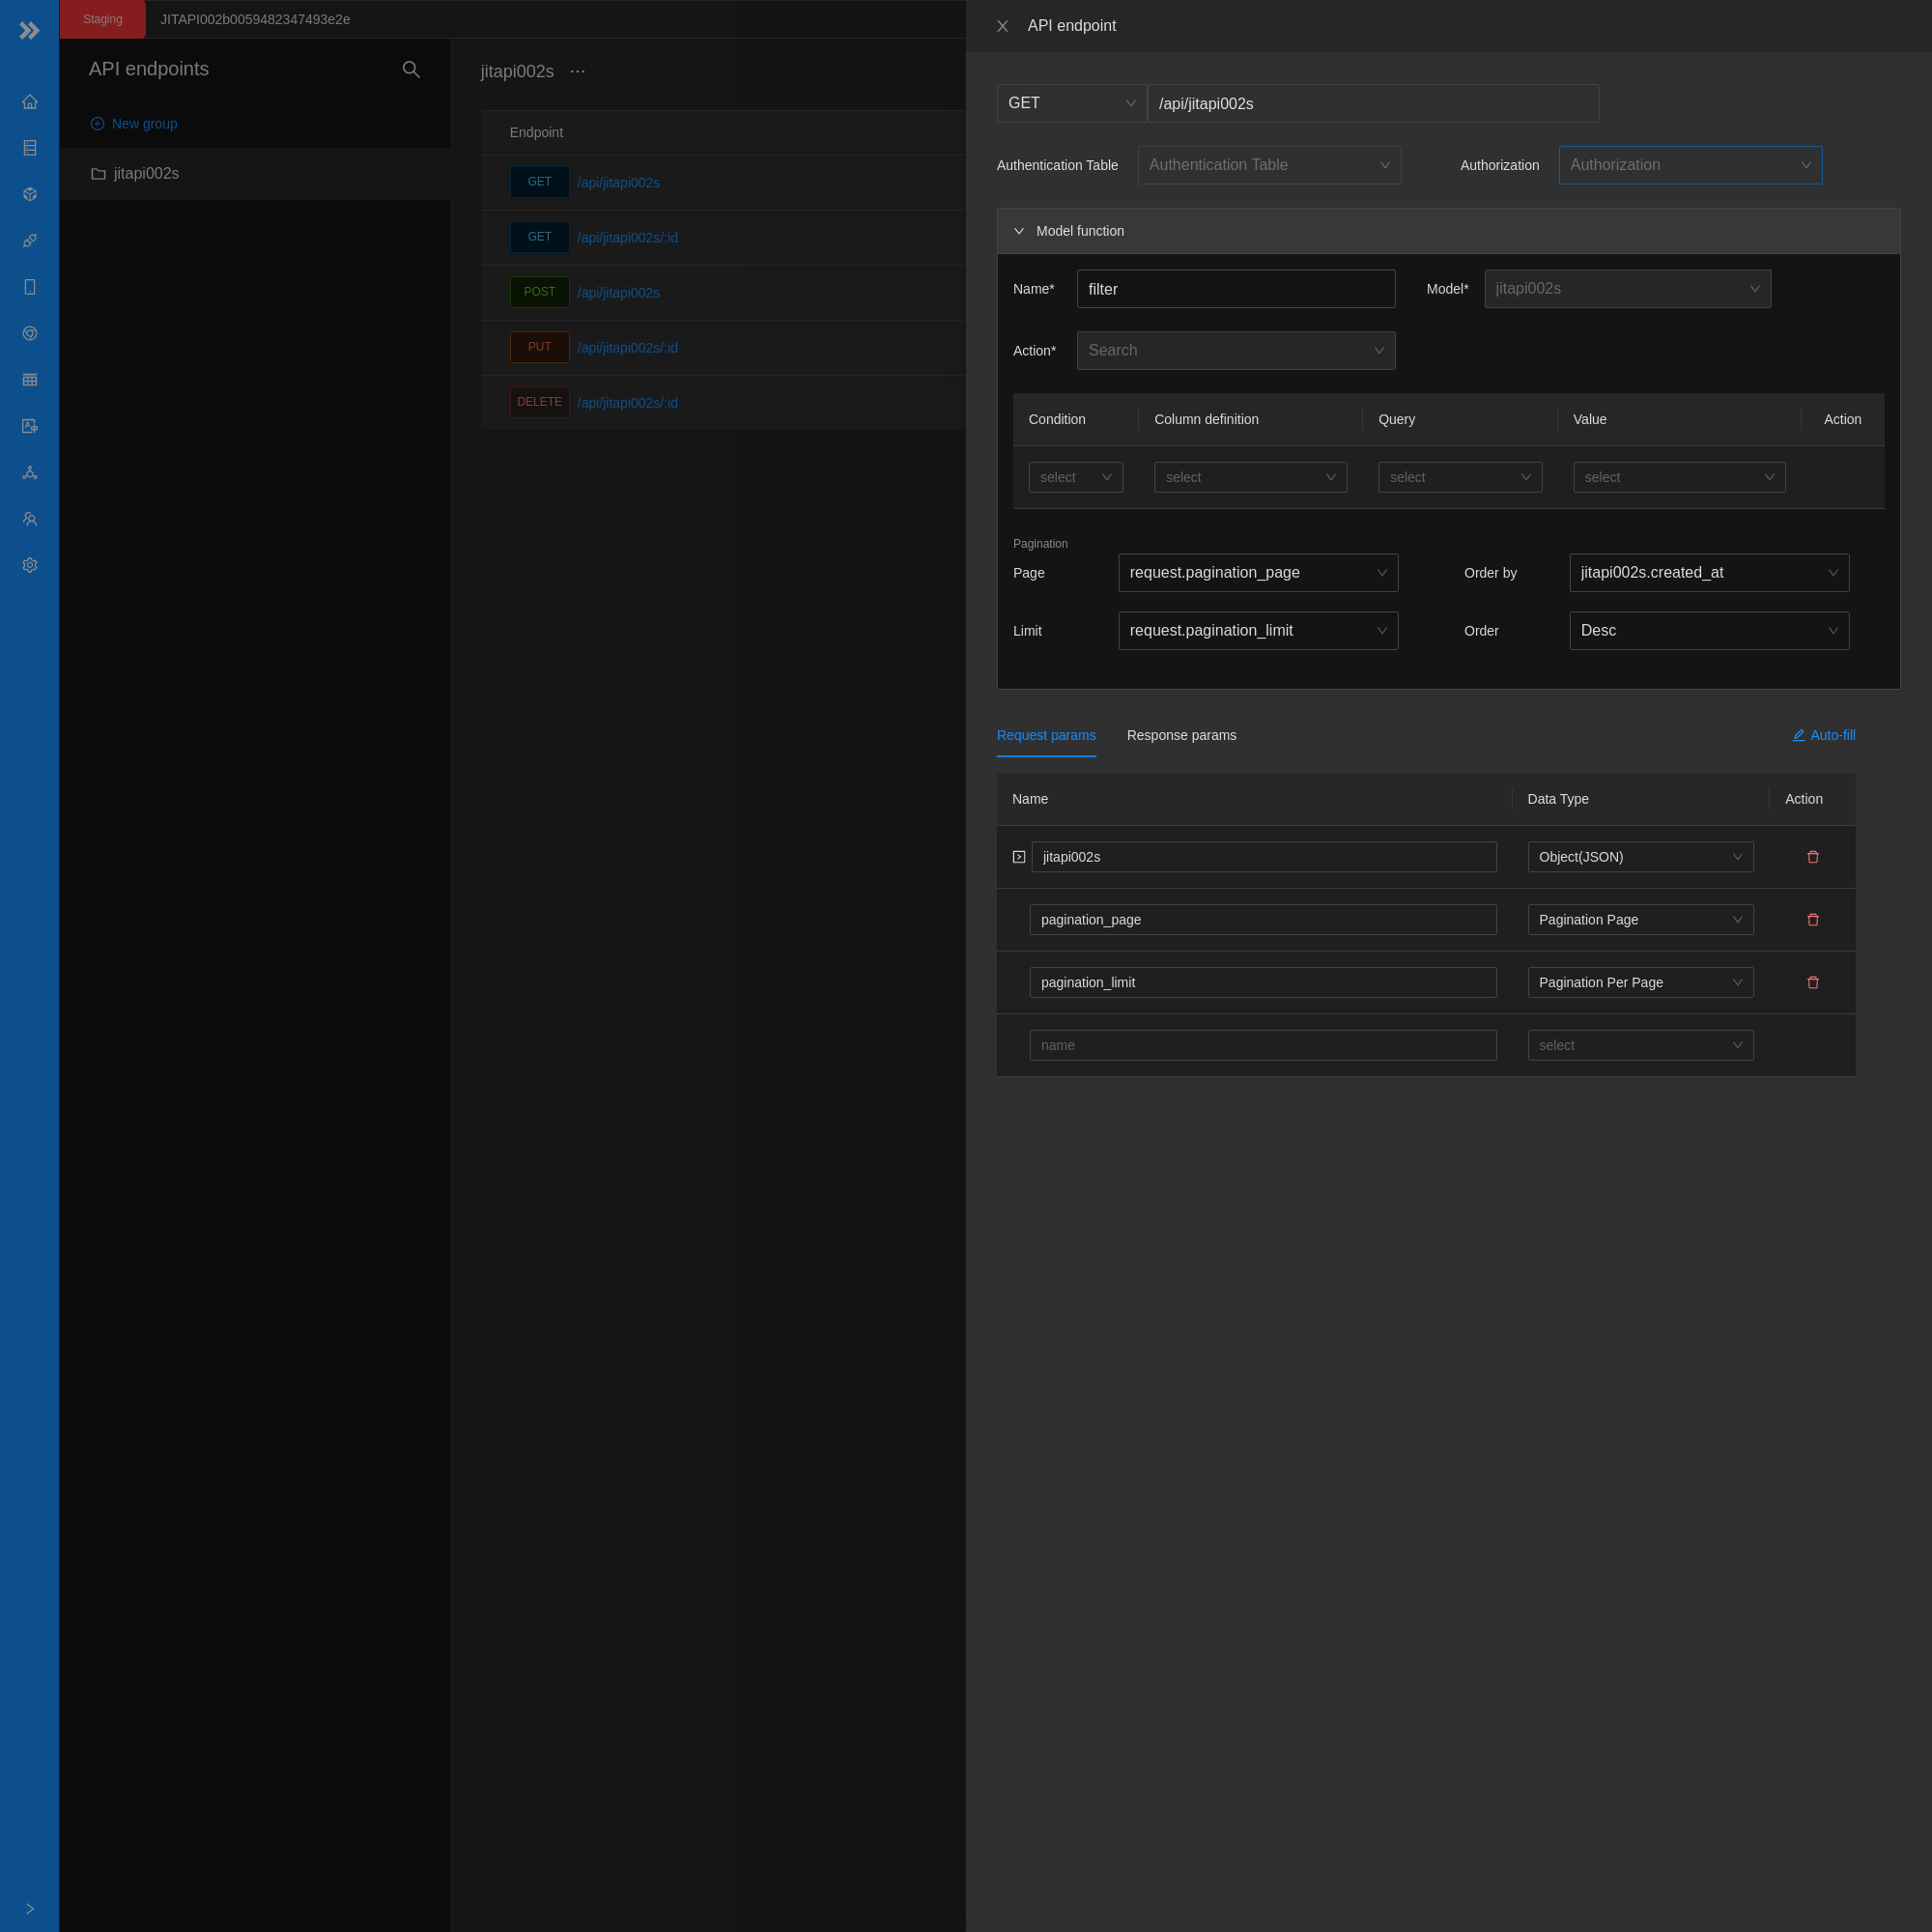 Staging
JITAPI002b0059482347493e2e
API endpoints
New group
jitapi002s
jitapi002s
Endpoint
GET /api/jitapi002s
GET /api/jitapi002s/:id
POST /api/jitapi002s
PUT /api/jitapi002s/:id
DELETE /api/jitapi002s/:id
API endpoint
GET /api/jitapi002s
Authentication Table Authentication Table Authorization Authorization
Model function
Name* filter Model* jitapi002s
Action* Search
Condition Column definition Query Value Action
select select select select
Pagination
Page request.pagination_page Order by jitapi002s.created_at
Limit request.pagination_limit Order Desc
Request params Response params Auto-fill
Name Data Type Action
jitapi002s Object(JSON)
pagination_page Pagination Page
pagination_limit Pagination Per Page
name select